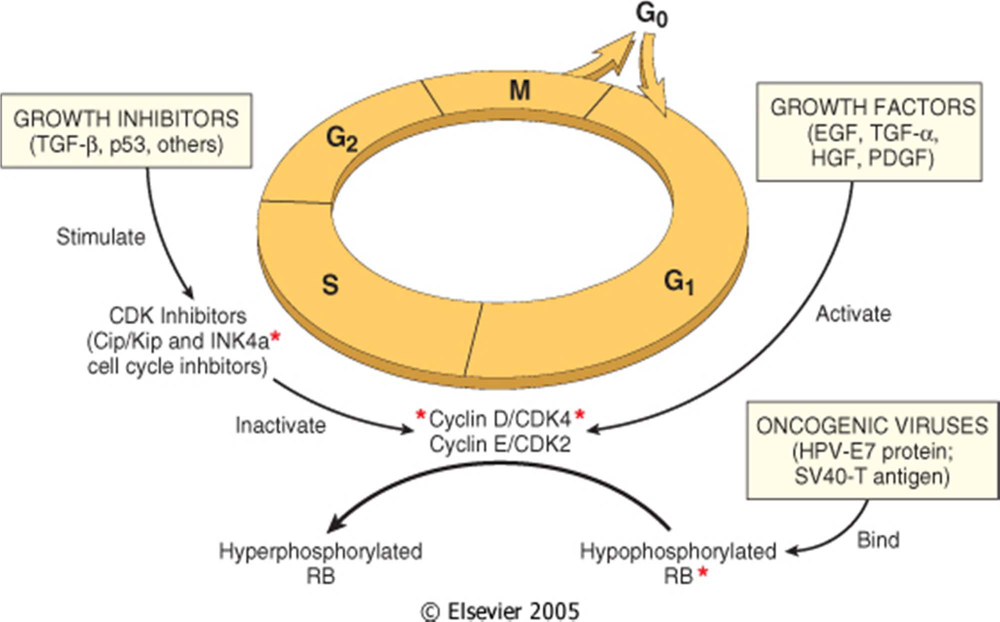 G0
M
GROWTH INHIBITORS
(TGF-β, p53, others)
GROWTH FACTORS
(EGF, TGF-α,
HGF, PDGF)
G2
Stimulate
S
G1
CDK Inhibitors
(Cip/Kip and INK4a*
cell cycle inhbitors)
Activate
Inactivate
*Cyclin D/CDK4*
Cyclin E/CDK2
ONCOGENIC VIRUSES
(HPV-E7 protein;
SV40-T antigen)
Bind
Hyperphosphorylated
RB
Hypophosphorylated
RB*
© Elsevier 2005